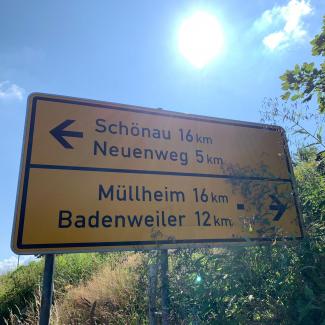 Schönau 16 km
Neuenweg 5 km
Müllheim 16 km
Badenweiler 12 km